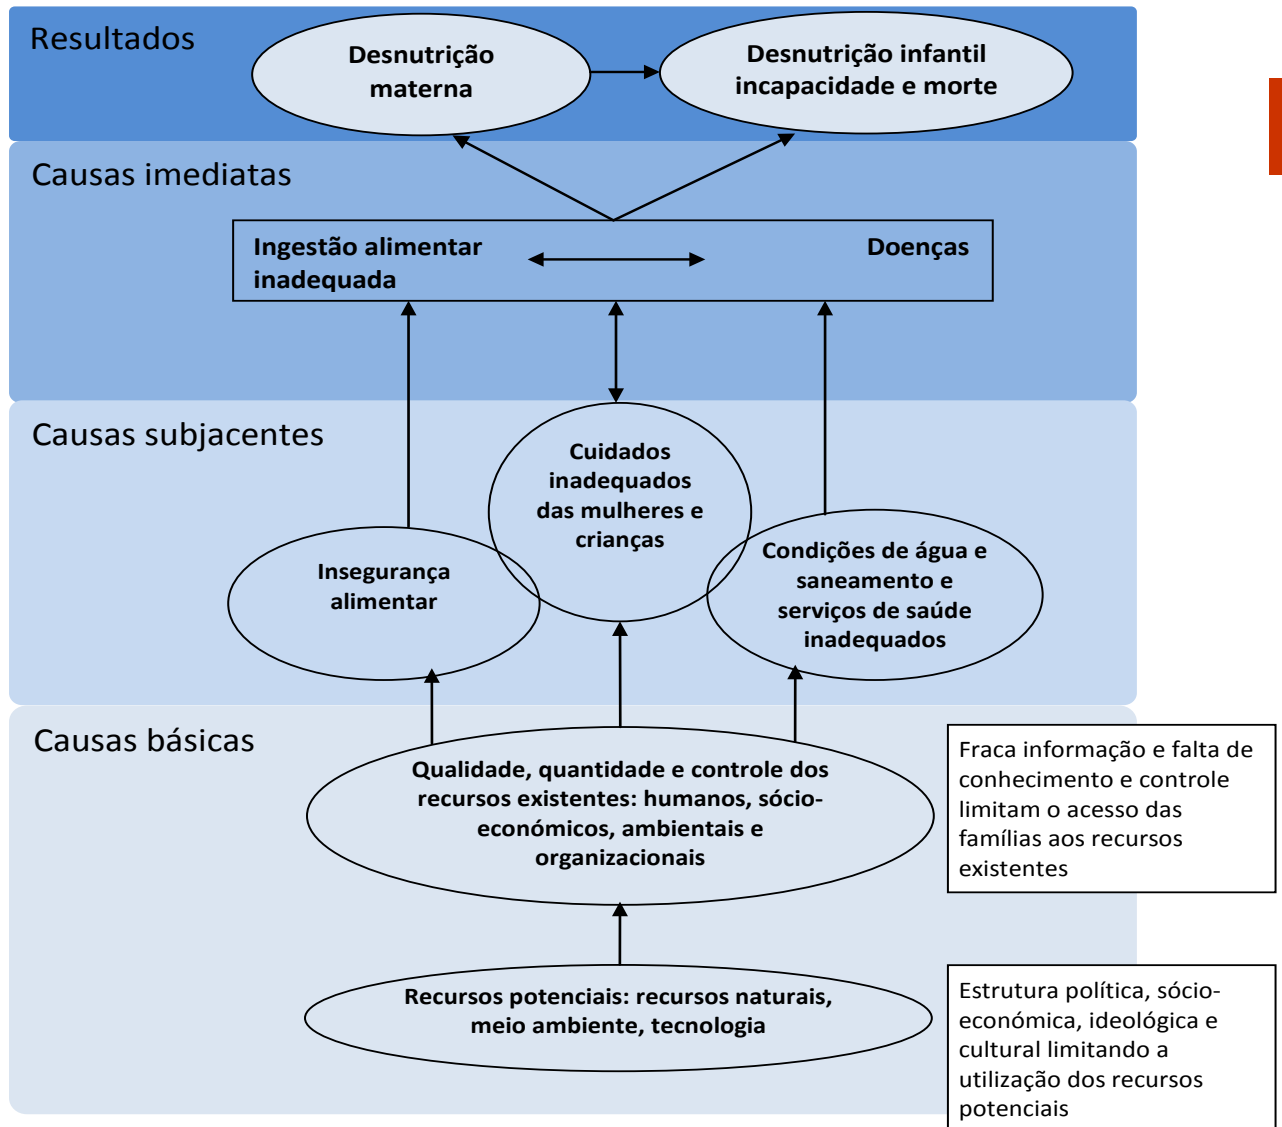 Resultados
Desnutrição
materna
Desnutrição infantil
incapacidade e morte
Causas imediatas
Ingestão alimentar
inadequada
Doenças
Causas subjacentes
Cuidados
inadequados
das mulheres e
crianças
Insegurança
alimentar
Condições de água e
saneamento e
serviços de saúde
inadequados
Causas básicas
Qualidade, quantidade e controle dos
recursos existentes: humanos, sócio-
económicos, ambientais e
organizacionais
Fraca informação e falta de
conhecimento e controle
limitam o acesso das
famílias aos recursos
existentes
Recursos potenciais: recursos naturais,
meio ambiente, tecnologia
Estrutura política, sócio-
económica, ideológica e
cultural limitando a
utilização dos recursos
potenciais